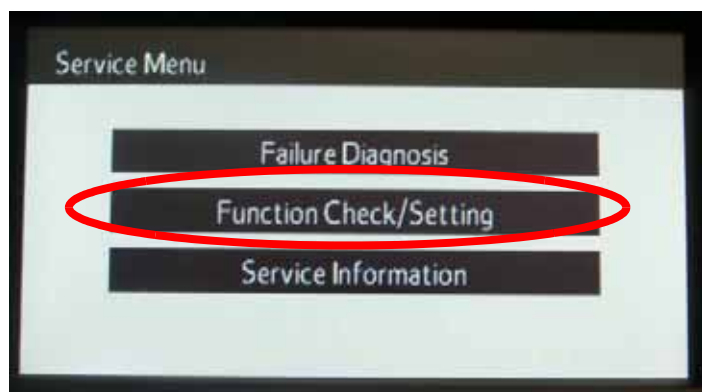 Service Menu
Failure Diagnosis
Function Check/Setting
Service Information